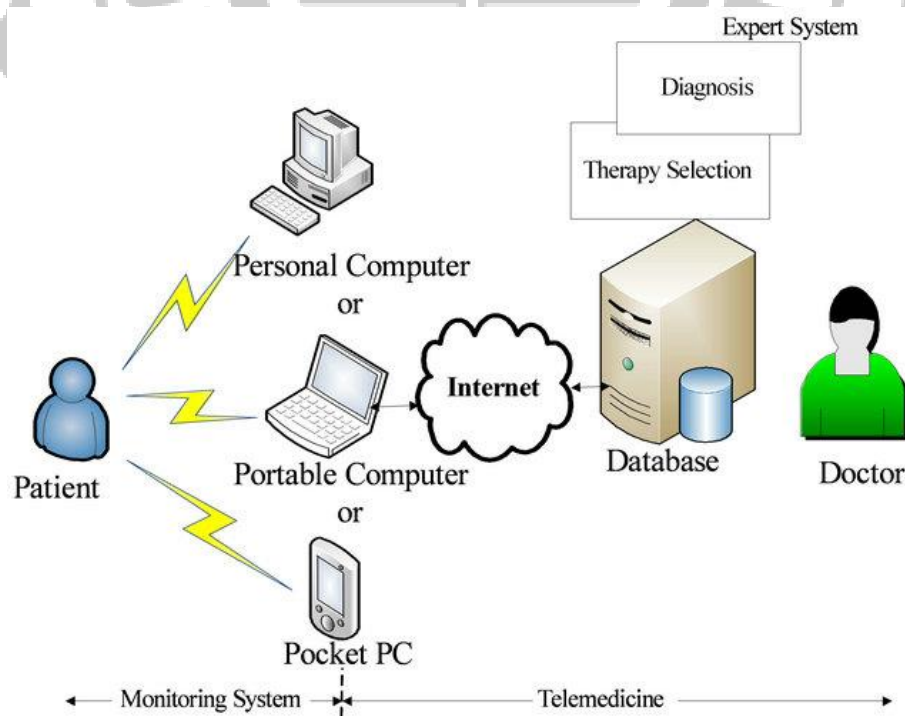 Expert System
Diagnosis
Therapy Selection
Personal Computer
or
Internet
Portable Computer
Database
Doctor
Patient
or
Pocket PC
Monitoring System
Telemedicine